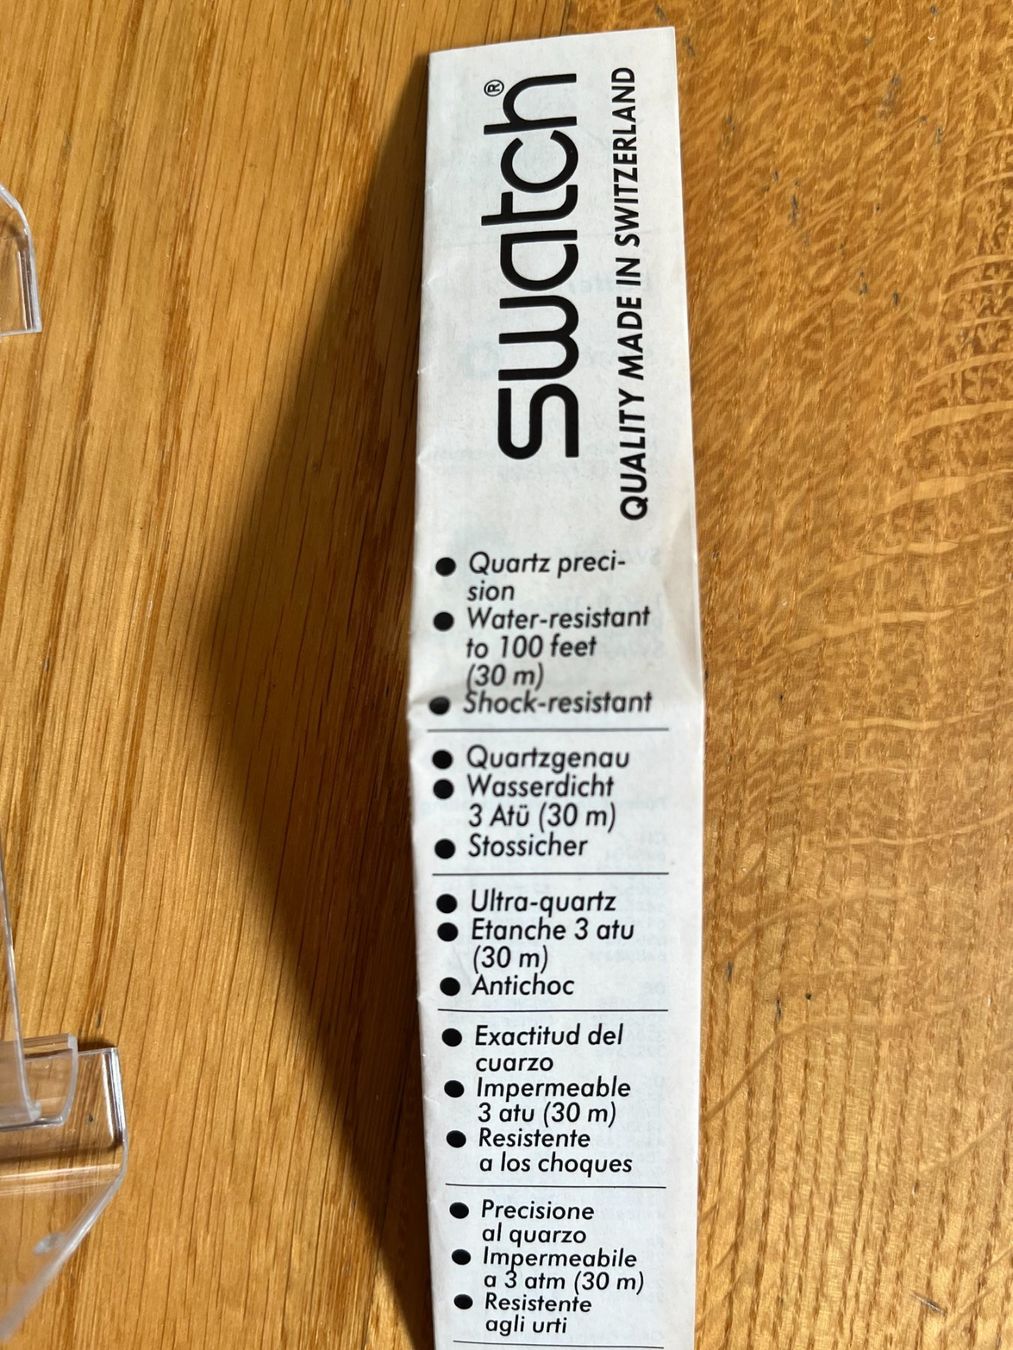 swatch®
QUALITY MADE IN SWITZERLAND
● Quartz preci-
sion
● Water-resistant
to 100 feet
(30 m)
● Shock-resistant
● Quartzgenau
● Wasserdicht
3 Atü (30 m)
● Stossicher
● Ultra-quartz
● Etanche 3 atu
(30 m)
● Antichoc
● Exactitud del
cuarzo
● Impermeable
3 atu (30 m)
● Resistente
a los choques
● Precisione
al quarzo
● Impermeabile
a 3 atm (30 m)
● Resistente
agli urti